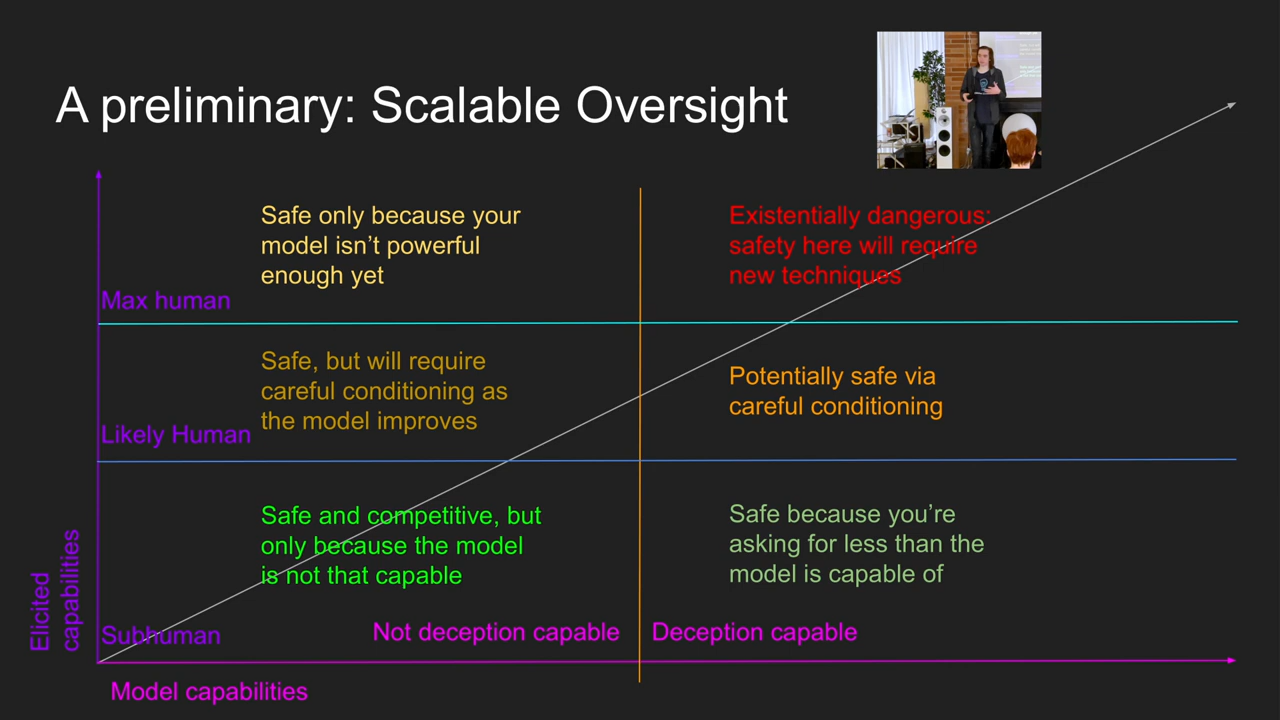 A preliminary: Scalable Oversight
Safe only because your
model isn't powerful
enough yet
Existentially dangerous:
safety here will require
new techniques
Max human
Safe, but will require
careful conditioning as
the model improves
Potentially safe via
careful conditioning
Likely Human
Safe and competitive, but
only because the model
is not that capable
Safe because you're
asking for less than the
model is capable of
Elicited
capabilities
Subhuman
Not deception capable
Deception capable
Model capabilities